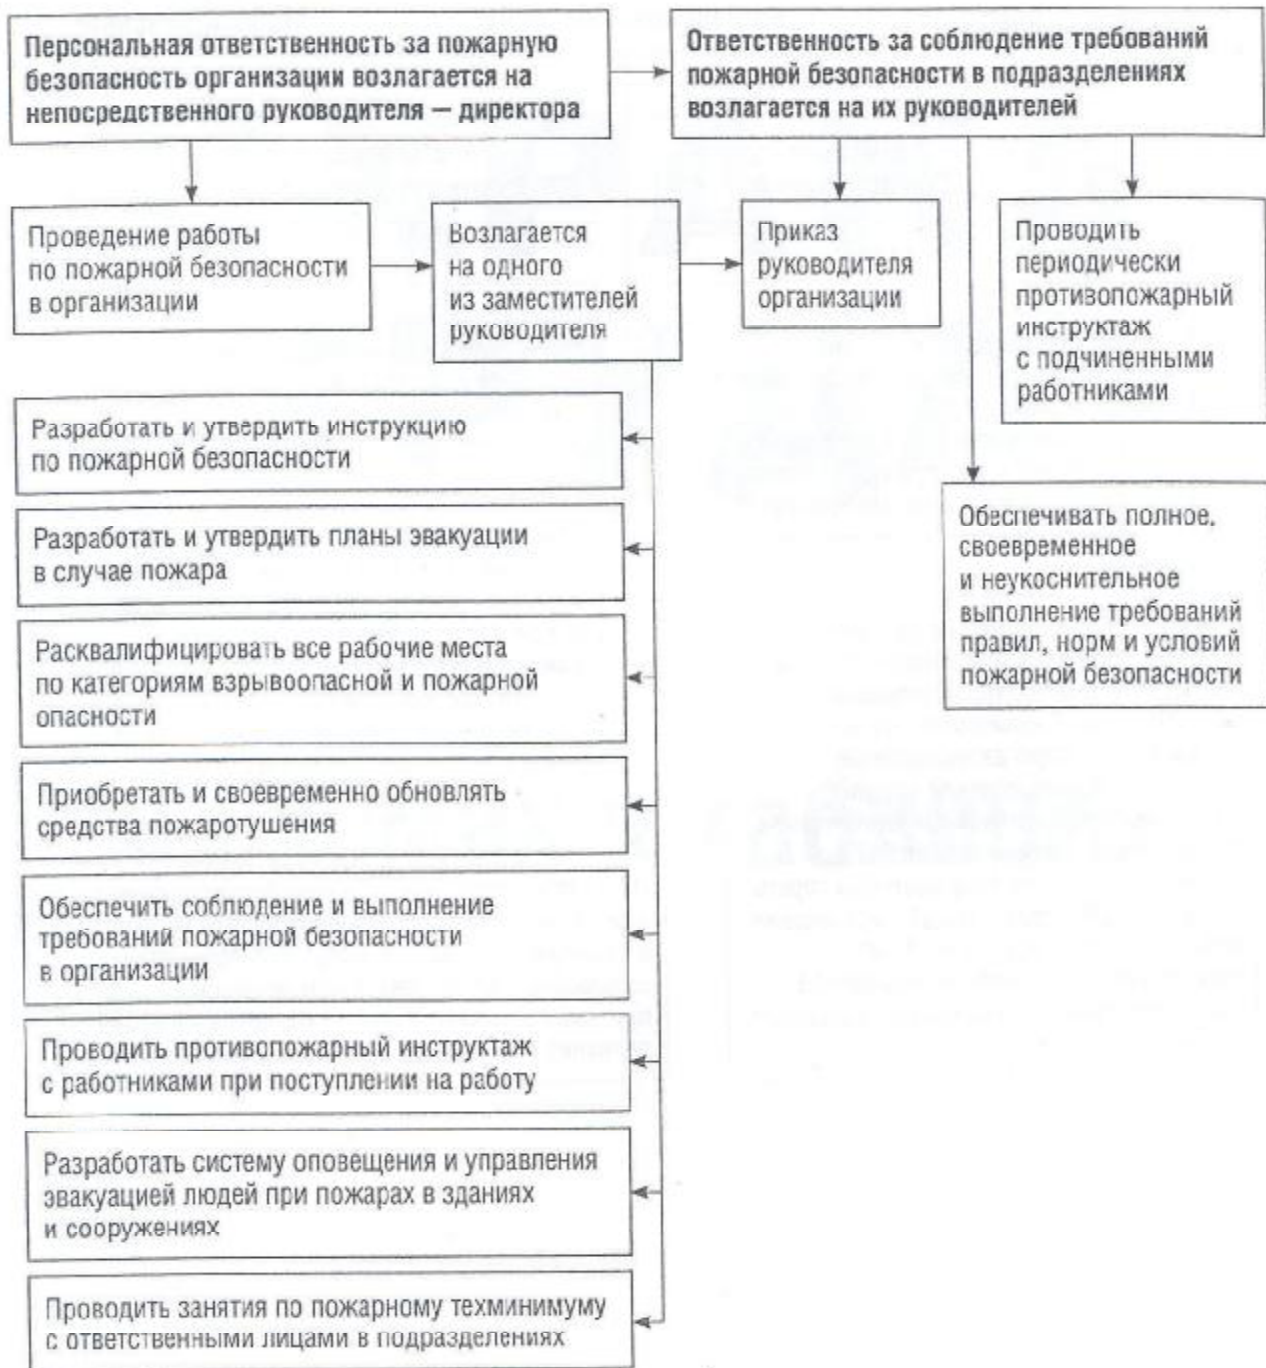 Персональная ответственность за пожарную
безопасность организации возлагается на
непосредственного руководителя — директора
Ответственность за соблюдение требований
пожарной безопасности в подразделениях
возлагается на их руководителей
Проведение работы
по пожарной безопасности
в организации
Возлагается
на одного
из заместителей
руководителя
Приказ
руководителя
организации
Проводить
периодически
противопожарный
инструктаж
с подчиненными
работниками
Разработать и утвердить инструкцию
по пожарной безопасности
Разработать и утвердить планы эвакуации
в случае пожара
Расквалифицировать все рабочие места
по категориям взрывоопасной и пожарной
опасности
Приобретать и своевременно обновлять
средства пожаротушения
Обеспечить соблюдение и выполнение
требований пожарной безопасности
в организации
Проводить противопожарный инструктаж
с работниками при поступлении на работу
Разработать систему оповещения и управления
эвакуацией людей при пожарах в зданиях
и сооружениях
Проводить занятия по пожарному техминимуму
с ответственными лицами в подразделениях
Обеспечивать полное,
своевременное
и неукоснительное
выполнение требований
правил, норм и условий
пожарной безопасности